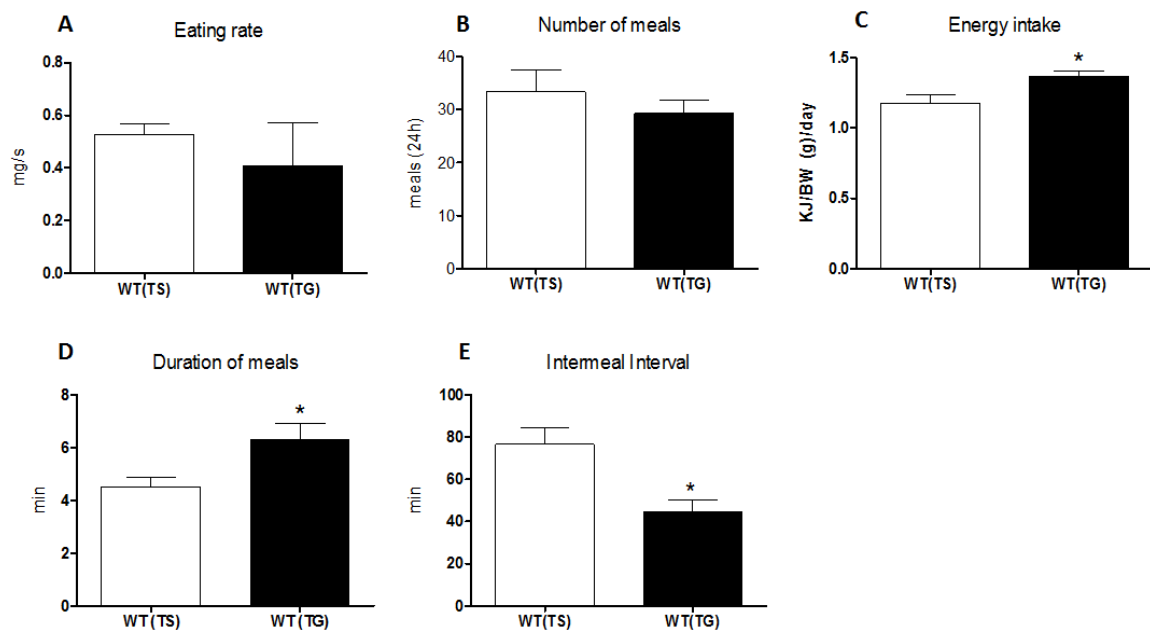 A
Eating rate
0.8
0.6
0.4
0.2
0.0
mg/s
WT(TS)
WT(TG)
B
Number of meals
40
30
20
10
0
meals (24h)
WT(TS)
WT(TG)
C
Energy intake
1.5
1.0
0.5
0.0
KJ/BW (g)/day
*
WT(TS)
WT(TG)
D
Duration of meals
8
6
4
2
0
min
*
WT(TS)
WT(TG)
E
Intermeal Interval
100
80
60
40
20
0
min
*
WT(TS)
WT(TG)